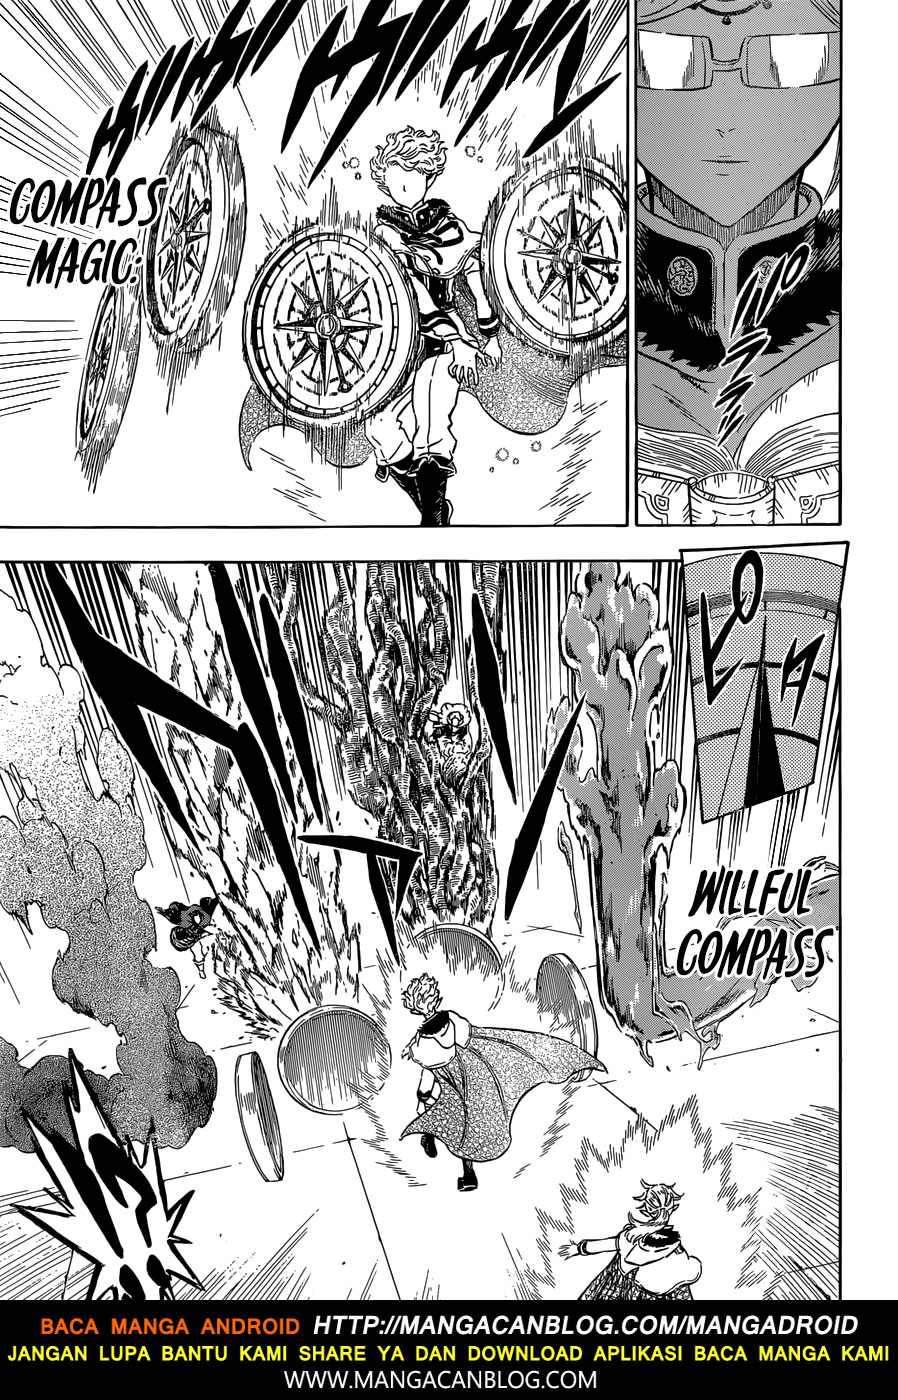 COMPASS
MAGIC:
WILLFUL
COMPASS
!?
BACA MANGA ANDROID HTTP://MANGACANBLOG.COM/MANGADROID
JANGAN LUPA BANTU KAMI SHARE YA DAN DOWNLOAD APLIKASI BACA MANGA KAMI
WWW.MANGACANBLOG.COM